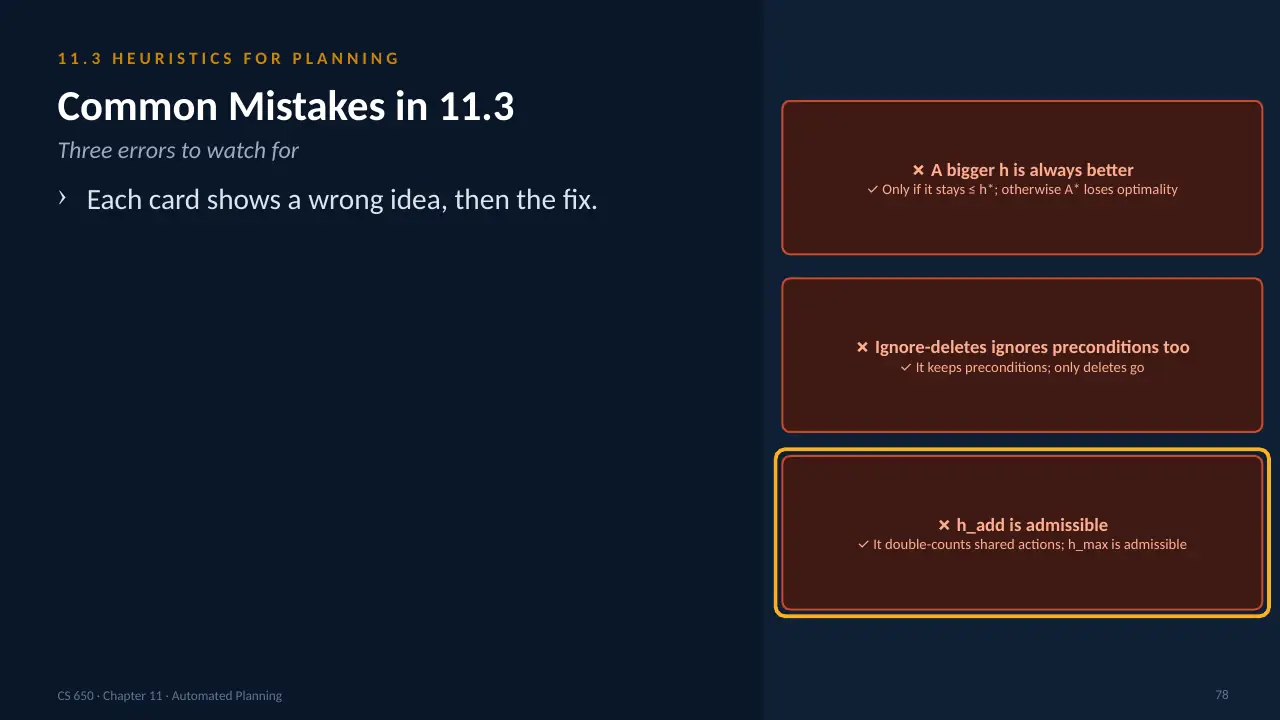 11.3 HEURISTICS FOR PLANNING
Common Mistakes in 11.3
Three errors to watch for
› Each card shows a wrong idea, then the fix.
× A bigger h is always better
✓ Only if it stays ≤ h*; otherwise A* loses optimality
× Ignore-deletes ignores preconditions too
✓ It keeps preconditions; only deletes go
× h_add is admissible
✓ It double-counts shared actions; h_max is admissible
CS 650 · Chapter 11 · Automated Planning
78